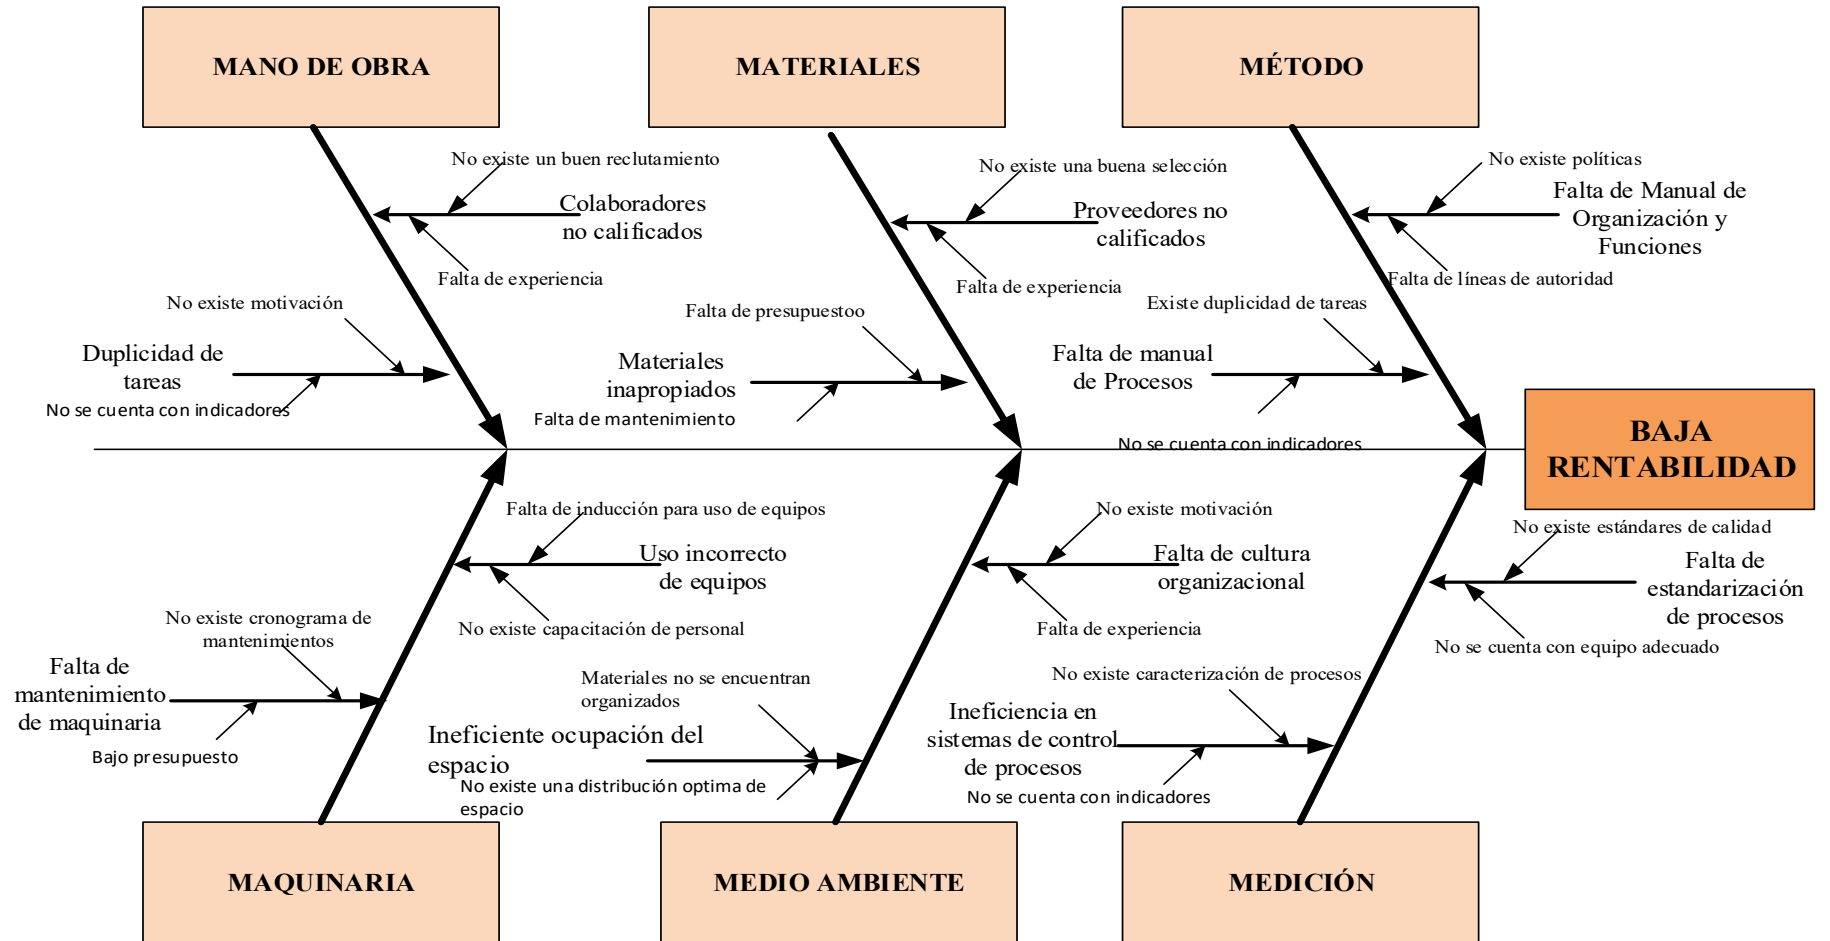 MANO DE OBRA
MATERIALES
MÉTODO
No existe un buen reclutamiento
Colaboradores
no calificados
Falta de experiencia
No existe motivación
Duplicidad de
tareas
No se cuenta con indicadores
No existe una buena selección
Proveedores no
calificados
Falta de experiencia
Falta de presupuestoo
Materiales
inapropiados
Falta de mantenimiento
No existe políticas
Falta de Manual de
Organización y
Funciones
Falta de líneas de autoridad
Existe duplicidad de tareas
Falta de manual
de Procesos
No se cuenta con indicadores
BAJA
RENTABILIDAD
Falta de inducción para uso de equipos
Uso incorrecto
de equipos
No existe capacitación de personal
No existe cronograma de
mantenimientos
Falta de
mantenimiento
de maquinaria
Bajo presupuesto
No existe motivación
Falta de cultura
organizacional
Falta de experiencia
Materiales no se encuentran
organizados
Ineficiente ocupación del
espacio
No existe una distribución optima de
espacio
No existe estándares de calidad
Falta de
estandarización
de procesos
No se cuenta con equipo adecuado
No existe caracterización de procesos
Ineficiencia en
sistemas de control
de procesos
No se cuenta con indicadores
MAQUINARIA
MEDIO AMBIENTE
MEDICIÓN